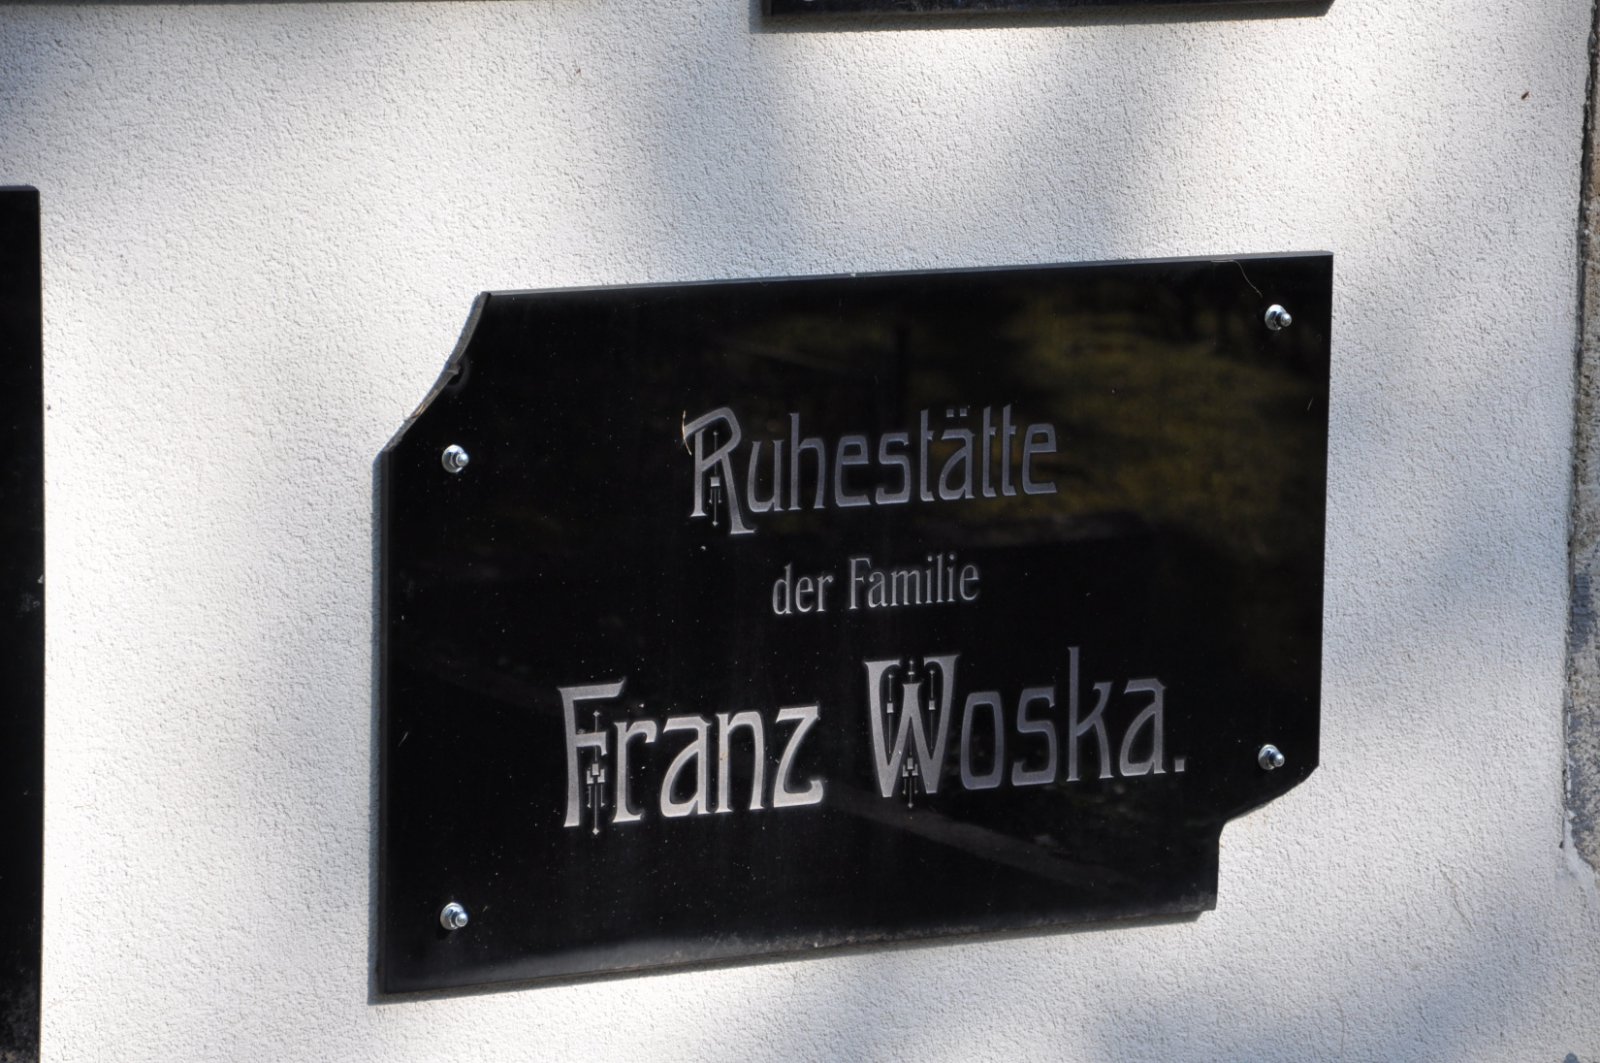 Ruhestätte
der Familie
Franz Woska.